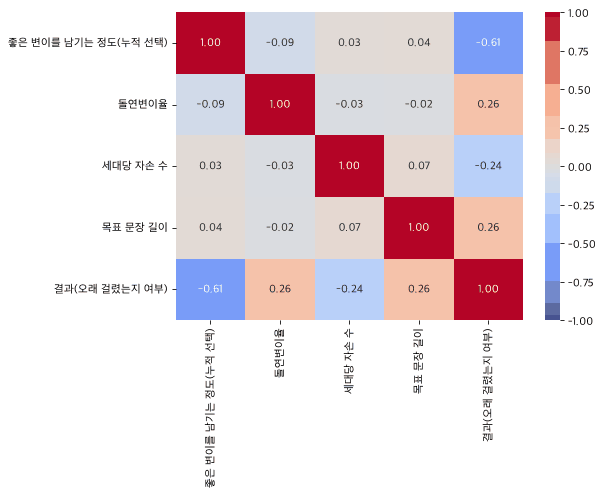 좋은 변이를 남기는 정도(누적 선택)
1.00 -0.09 0.03 0.04 -0.61
돌연변이율
-0.09 1.00 -0.03 -0.02 0.26
세대당 자손 수
0.03 -0.03 1.00 0.07 -0.24
목표 문장 길이
0.04 -0.02 0.07 1.00 0.26
결과(오래 걸렸는지 여부)
-0.61 0.26 -0.24 0.26 1.00
좋은 변이를 남기는 정도(누적 선택)
돌연변이율
세대당 자손 수
목표 문장 길이
결과(오래 걸렸는지 여부)
1.00
0.75
0.50
0.25
0.00
-0.25
-0.50
-0.75
-1.00